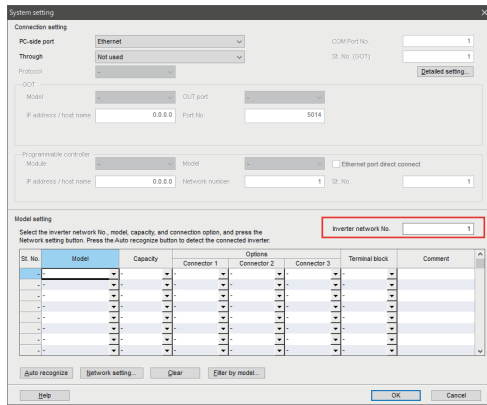 System setting
Connection setting
PC-side port Ethernet COM Port No. 1
Through Not used St. No. (GOT) 1
Protocol - Detailed setting...
GOT
Model - OUT port -
IP address / host name 0.0.0.0 Port No. 5014
Programmable controller
Module - Model - Ethernet port direct connect
IP address / host name 0.0.0.0 Network number 1 St. No. 1
Model setting
Select the inverter network No., model, capacity, and connection option, and press the Inverter network No. 1
Network setting button. Press the Auto recognize button to detect the connected inverter.
St. No. Model Capacity Options Terminal block Comment
Connector 1 Connector 2 Connector 3
- - - - - - -
- - - - - - -
- - - - - - -
- - - - - - -
- - - - - - -
- - - - - - -
- - - - - - -
- - - - - - -
Auto recognize Network setting... Clear Filter by model...
Help OK Cancel